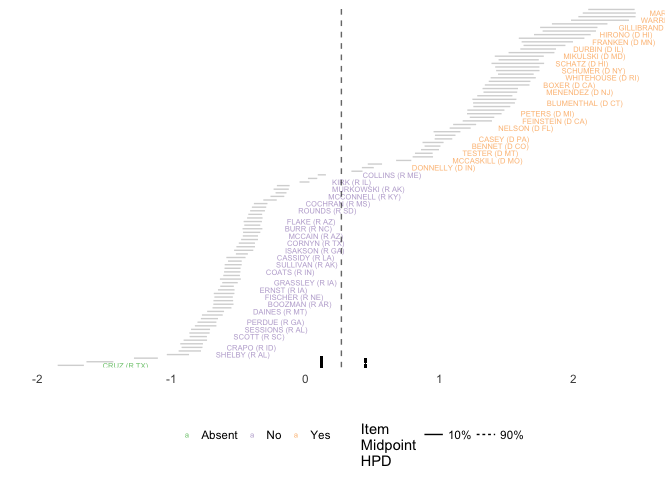 MAR
WARR
GILLIBRAND
HIRONO (D HI)
FRANKEN (D MN)
DURBIN (D IL)
MIKULSKI (D MD)
SCHATZ (D HI)
SCHUMER (D NY)
WHITEHOUSE (D RI)
BOXER (D CA)
MENENDEZ (D NJ)
BLUMENTHAL (D CT)
PETERS (D MI)
FEINSTEIN (D CA)
NELSON (D FL)
CASEY (D PA)
BENNET (D CO)
TESTER (D MT)
MCCASKILL (D MO)
DONNELLY (D IN)
COLLINS (R ME)
KIRK (R IL)
MURKOWSKI (R AK)
MCCONNELL (R KY)
COCHRAN (R MS)
ROUNDS (R SD)
FLAKE (R AZ)
BURR (R NC)
MCCAIN (R AZ)
CORNYN (R TX)
ISAKSON (R GA)
CASSIDY (R LA)
SULLIVAN (R AK)
COATS (R IN)
GRASSLEY (R IA)
ERNST (R IA)
FISCHER (R NE)
BOOZMAN (R AR)
DAINES (R MT)
PERDUE (R GA)
SESSIONS (R AL)
SCOTT (R SC)
CRAPO (R ID)
SHELBY (R AL)
CRUZ (R TX)
-2 -1 0 1 2
Absent No Yes
Item
Midpoint
HPD
10% 90%